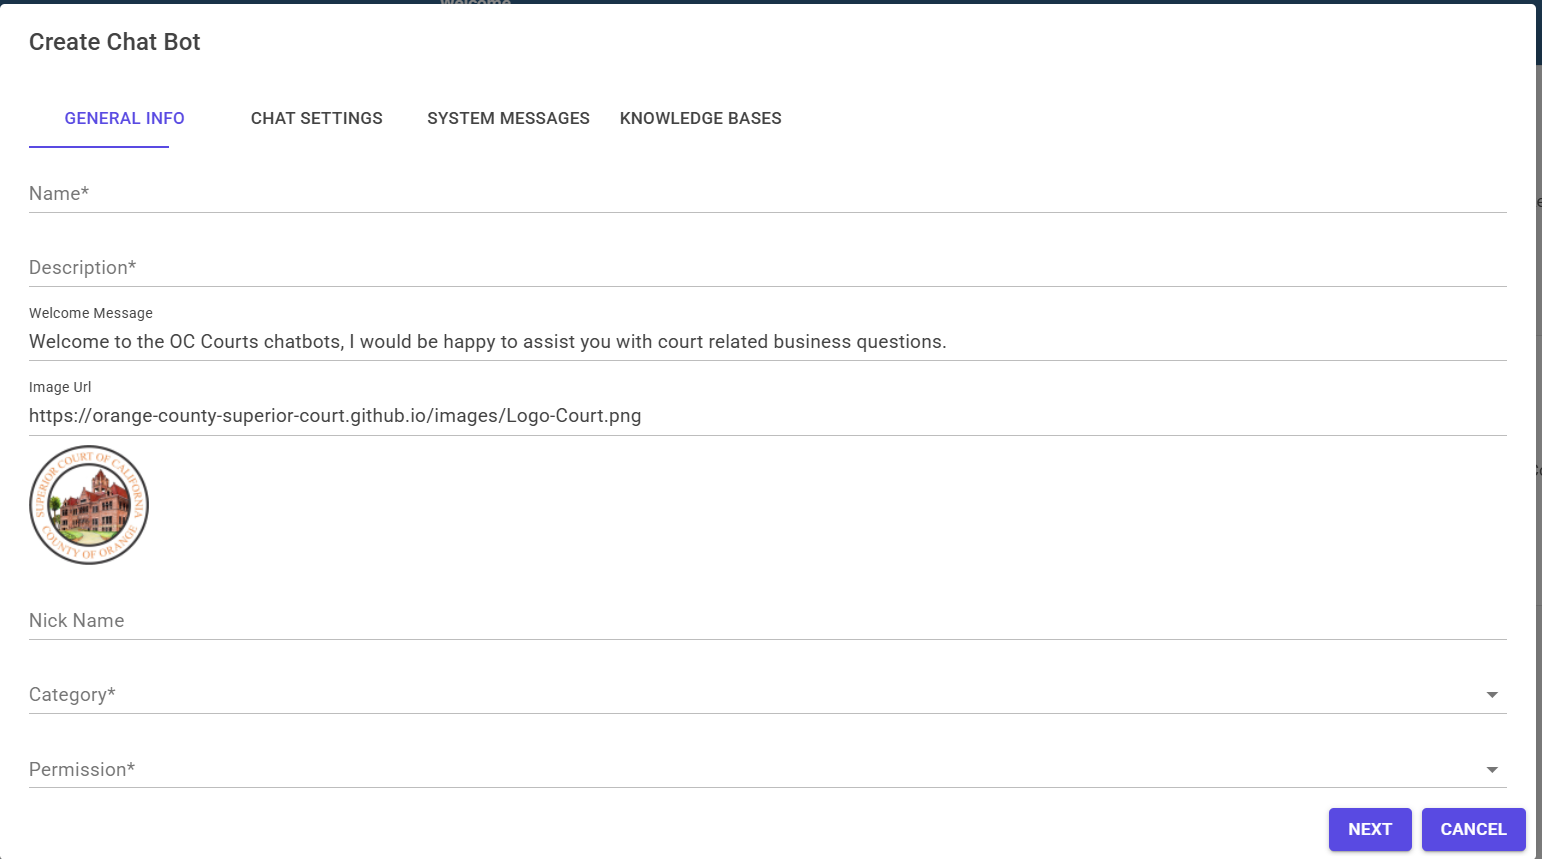 Welcome
Create Chat Bot
GENERAL INFO CHAT SETTINGS SYSTEM MESSAGES KNOWLEDGE BASES
Name*
Description*
Welcome Message
Welcome to the OC Courts chatbots, I would be happy to assist you with court related business questions.
Image Url
https://orange-county-superior-court.github.io/images/Logo-Court.png
SUPERIOR COURT OF CALIFORNIA
COUNTY OF ORANGE
Nick Name
Category*
Permission*
NEXT CANCEL